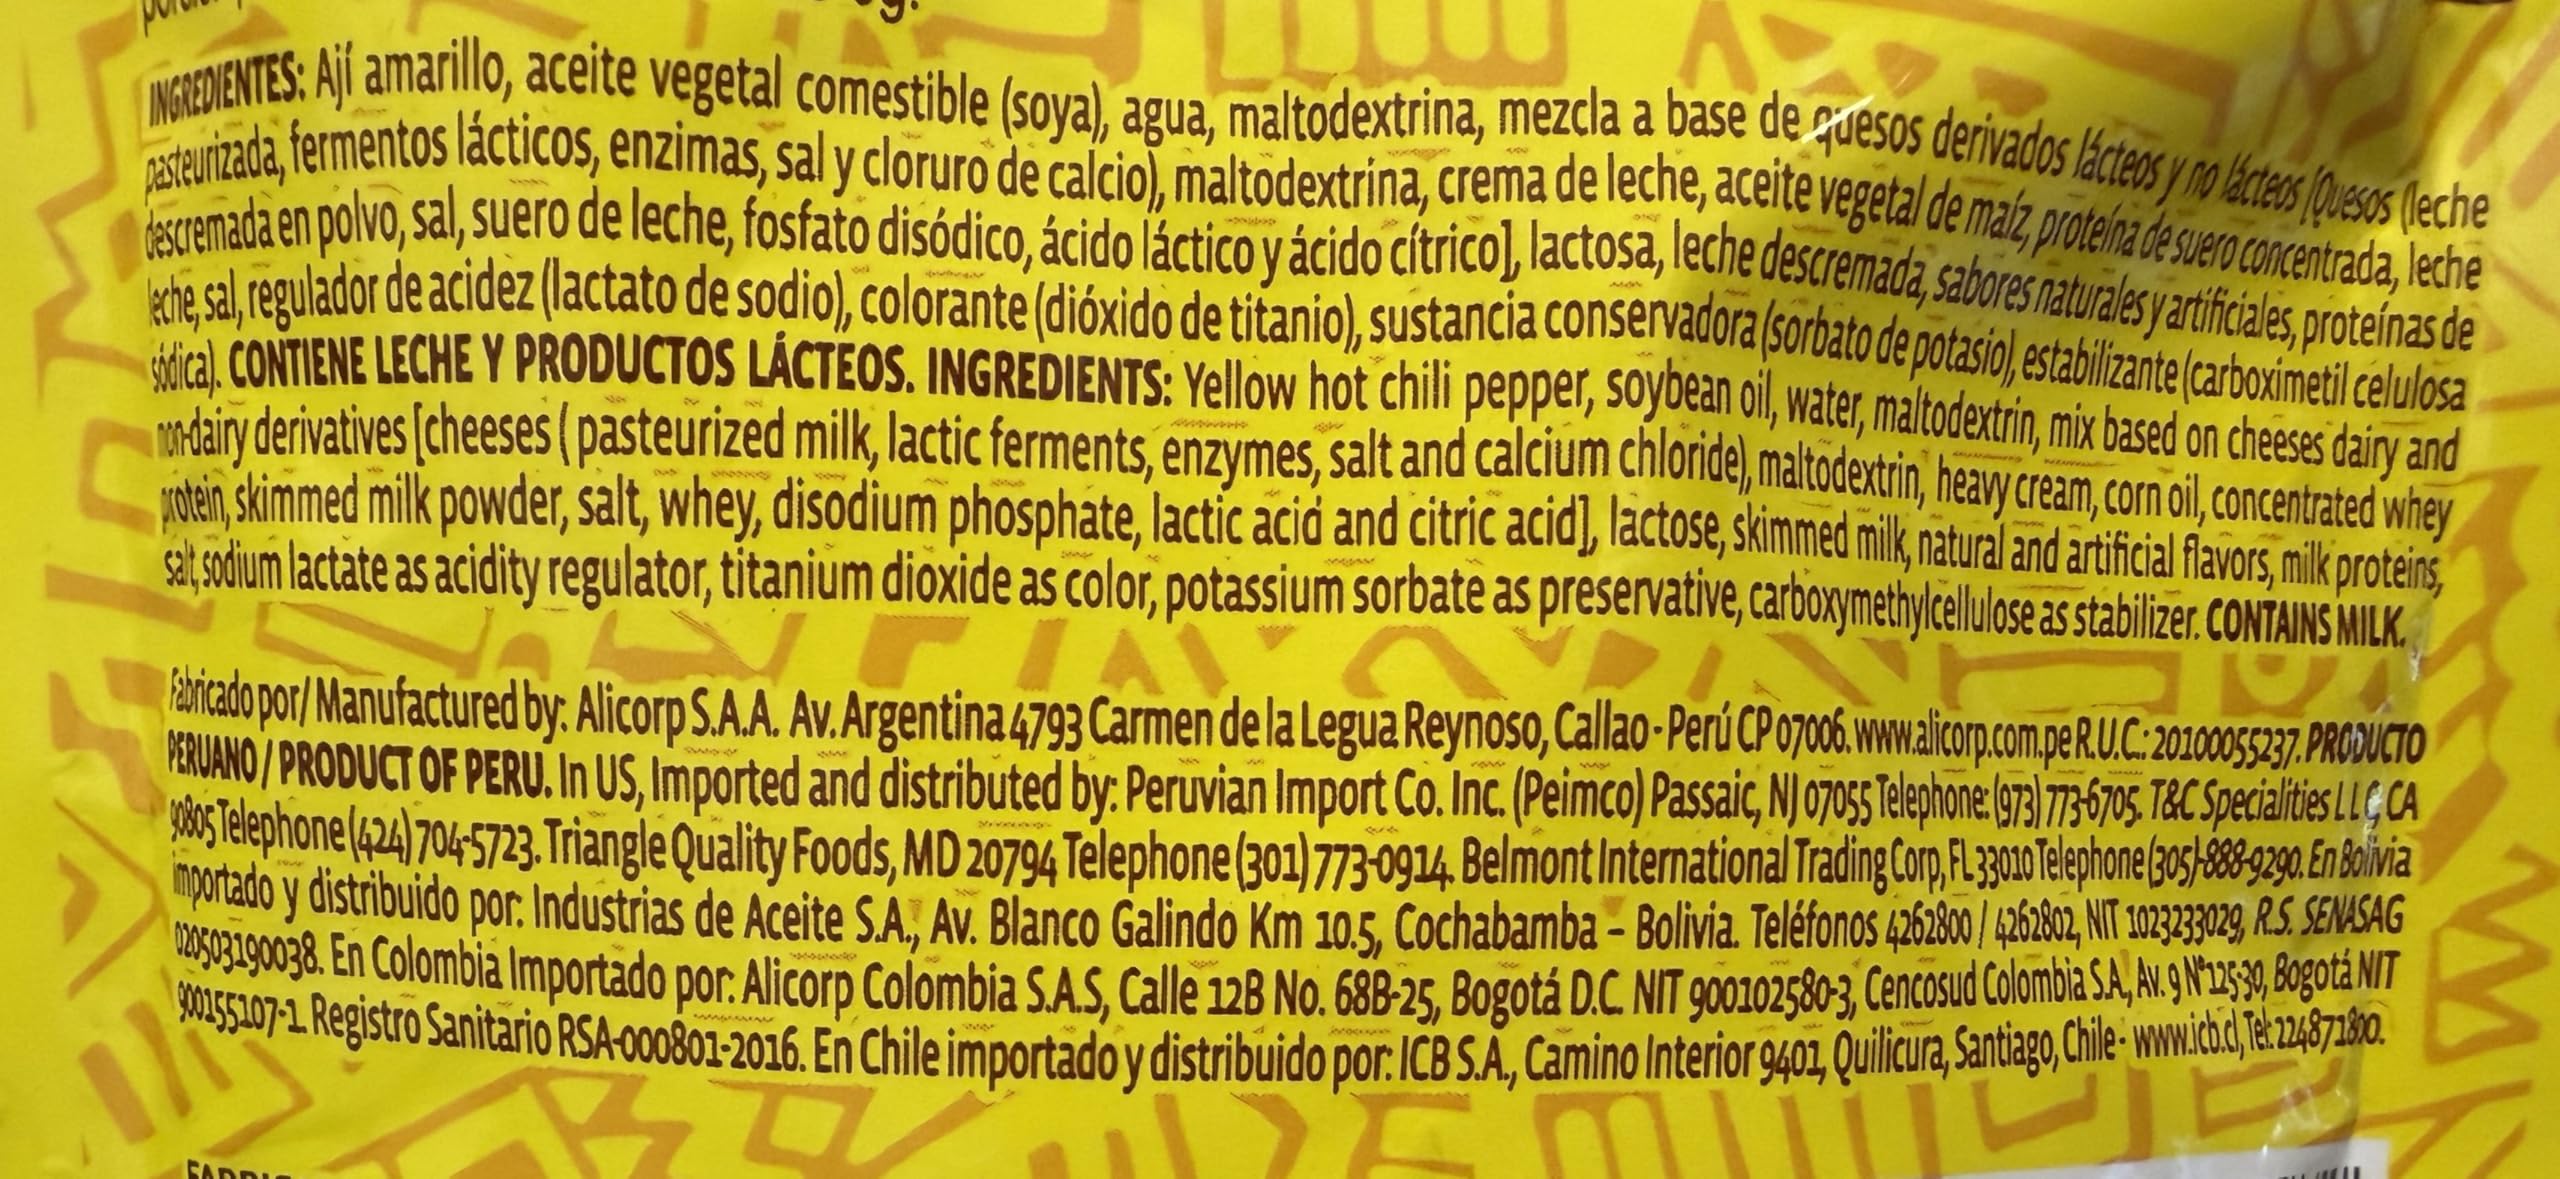 INGREDIENTES: Ají amarillo, aceite vegetal comestible (soya), agua, maltodextrina, mezcla a base de quesos derivados lácteos y no lácteos [Quesos (leche
pasteurizada, fermentos lácticos, enzimas, sal y cloruro de calcio), maltodextrina, crema de leche, aceite vegetal de maíz, proteína de suero concentrada, leche
descremada en polvo, sal, suero de leche, fosfato disódico, ácido láctico y ácido cítrico], lactosa, leche descremada, sabores naturales y artificiales, proteínas de
leche, sal, regulador de acidez (lactato de sodio), colorante (dióxido de titanio), sustancia conservadora (sorbato de potasio), estabilizante (carboximetil celulosa
sódica). CONTIENE LECHE Y PRODUCTOS LÁCTEOS. INGREDIENTS: Yellow hot chili pepper, soybean oil, water, maltodextrin, mix based on cheeses dairy and
non-dairy derivatives [cheeses ( pasteurized milk, lactic ferments, enzymes, salt and calcium chloride), maltodextrin, heavy cream, corn oil, concentrated whey
protein, skimmed milk powder, salt, whey, disodium phosphate, lactic acid and citric acid], lactose, skimmed milk, natural and artificial flavors, milk proteins,
salt, sodium lactate as acidity regulator, titanium dioxide as color, potassium sorbate as preservative, carboxymethylcellulose as stabilizer. CONTAINS MILK.
Fabricado por/ Manufactured by: Alicorp S.A.A. Av. Argentina 4793 Carmen de la Legua Reynoso, Callao - Perú CP 07006. www.alicorp.com.pe R.U.C.: 20100055237. PRODUCTO
PERUANO / PRODUCT OF PERU. In US, Imported and distributed by: Peruvian Import Co. Inc. (Peimco) Passaic, NJ 07055 Telephone: (973) 773-6705. T&C Specialities LLC, CA
90805 Telephone (424) 704-5723. Triangle Quality Foods, MD 20794 Telephone (301) 773-0914. Belmont International Trading Corp, FL 33010 Telephone (305)-888-9290. En Bolivia
importado y distribuido por: Industrias de Aceite S.A., Av. Blanco Galindo Km 10.5, Cochabamba – Bolivia. Teléfonos 4262800 / 4262802, NIT 1023233029, R.S. SENASAG
020503190038. En Colombia Importado por: Alicorp Colombia S.A.S, Calle 12B No. 68B-25, Bogotá D.C. NIT 900102580-3, Cencosud Colombia S.A., Av. 9 N°125-30, Bogotá NIT
900155107-1. Registro Sanitario RSA-000801-2016. En Chile importado y distribuido por: ICB S.A., Camino Interior 9401, Quilicura, Santiago, Chile - www.icb.cl, Tel: 224871800.